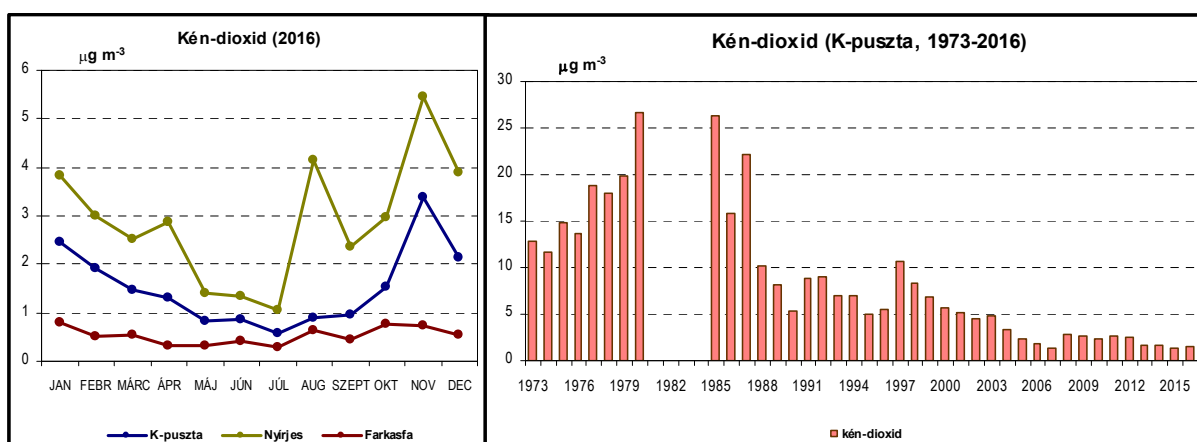 Kén-dioxid (2016)
μg m-3
6
5
4
3
2
1
0
JAN FEBR MÁRC ÁPR MÁJ JÚN JÚL AUG SZEPT OKT NOV DEC
K-puszta Nyírjes Farkasfa
Kén-dioxid (K-puszta, 1973-2016)
μg m-3
30
25
20
15
10
5
0
1973 1976 1979 1982 1985 1988 1991 1994 1997 2000 2003 2006 2009 2012 2015
kén-dioxid